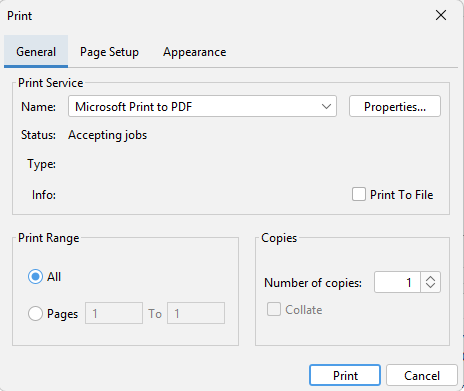 Print
General Page Setup Appearance
Print Service
Name: Microsoft Print to PDF Properties...
Status: Accepting jobs
Type:
Info: Print To File
Print Range Copies
All
Number of copies: 1
Pages 1 To 1
Collate
Print Cancel